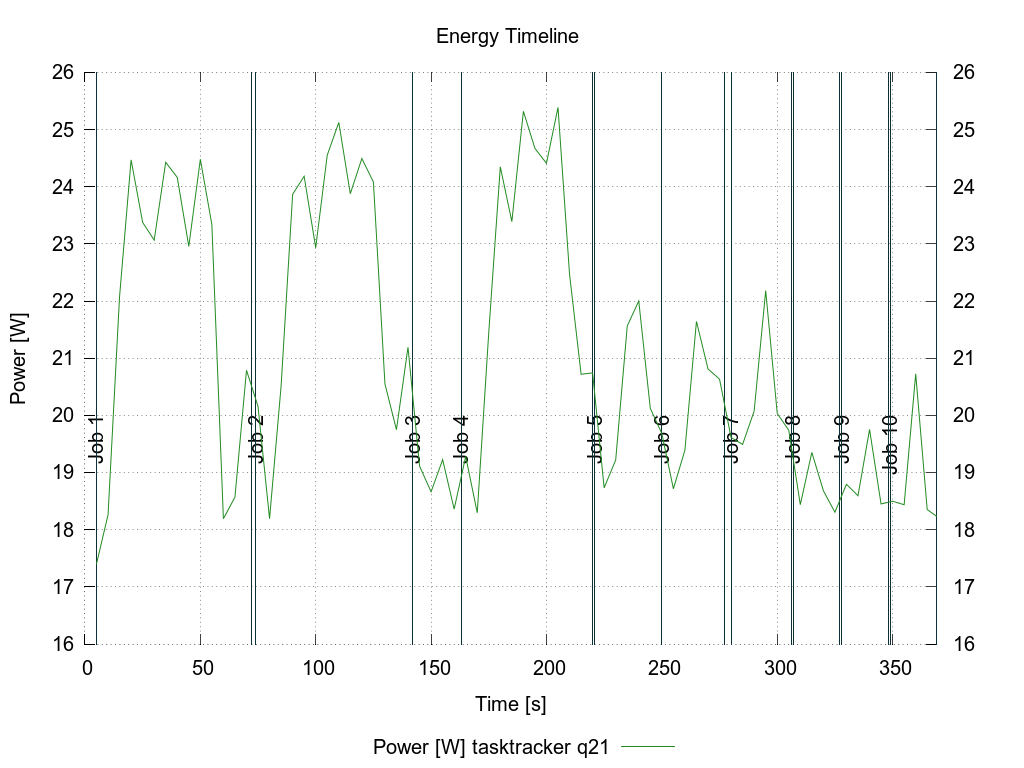 Energy Timeline
26 26
25 25
24 24
23 23
22 22
21 21
20 20
19 19
18 18
17 17
16 16
Power [W]
Job 1 Job 2 Job 3 Job 4 Job 5 Job 6 Job 7 Job 8 Job 9 Job 10
0 50 100 150 200 250 300 350
Time [s]
Power [W] tasktracker q21